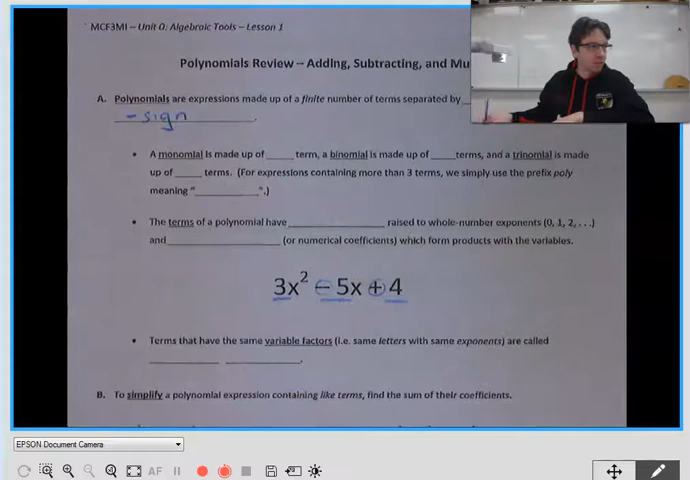 MCF3MI – Unit 0: Algebraic Tools – Lesson 1
Polynomials Review – Adding, Subtracting, and Mu
A. Polynomials are expressions made up of a finite number of terms separated by
- sign .
• A monomial is made up of _____ term, a binomial is made up of _____ terms, and a trinomial is made
up of _____ terms. (For expressions containing more than 3 terms, we simply use the prefix poly
meaning "___________".)
• The terms of a polynomial have _________________ raised to whole-number exponents (0, 1, 2, . . .)
and ____________________ (or numerical coefficients) which form products with the variables.
3x² – 5x + 4
• Terms that have the same variable factors (i.e. same letters with same exponents) are called
____________ _____________.
B. To simplify a polynomial expression containing like terms, find the sum of their coefficients.
EPSON Document Camera
AF